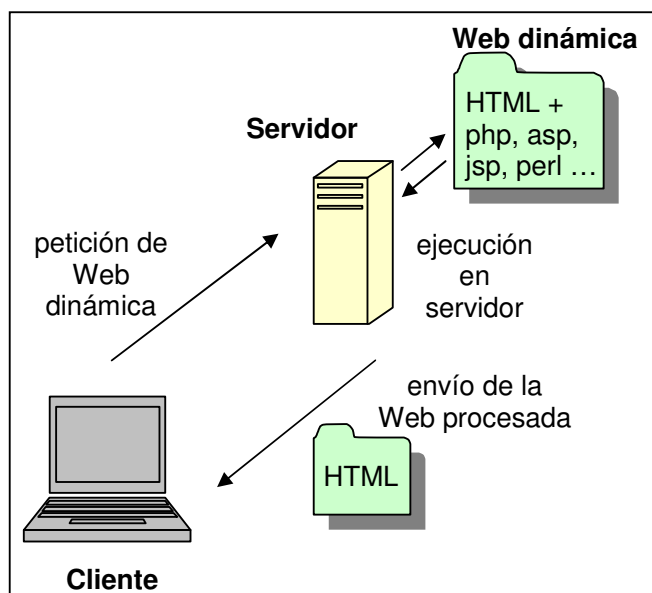 Web dinámica
HTML +
php, asp,
jsp, perl ...
Servidor
petición de
Web
dinámica
ejecución
en
servidor
envío de la
Web procesada
HTML
Cliente